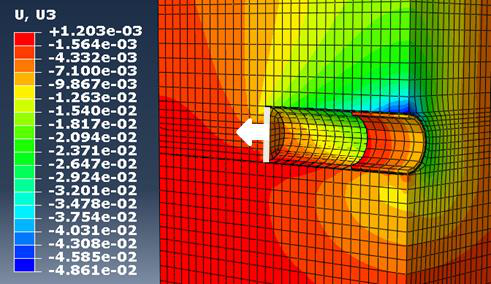 U, U3
+1.203e-03
-1.564e-03
-4.332e-03
-7.100e-03
-9.867e-03
-1.263e-02
-1.540e-02
-1.817e-02
-2.094e-02
-2.371e-02
-2.647e-02
-2.924e-02
-3.201e-02
-3.478e-02
-3.754e-02
-4.031e-02
-4.308e-02
-4.585e-02
-4.861e-02